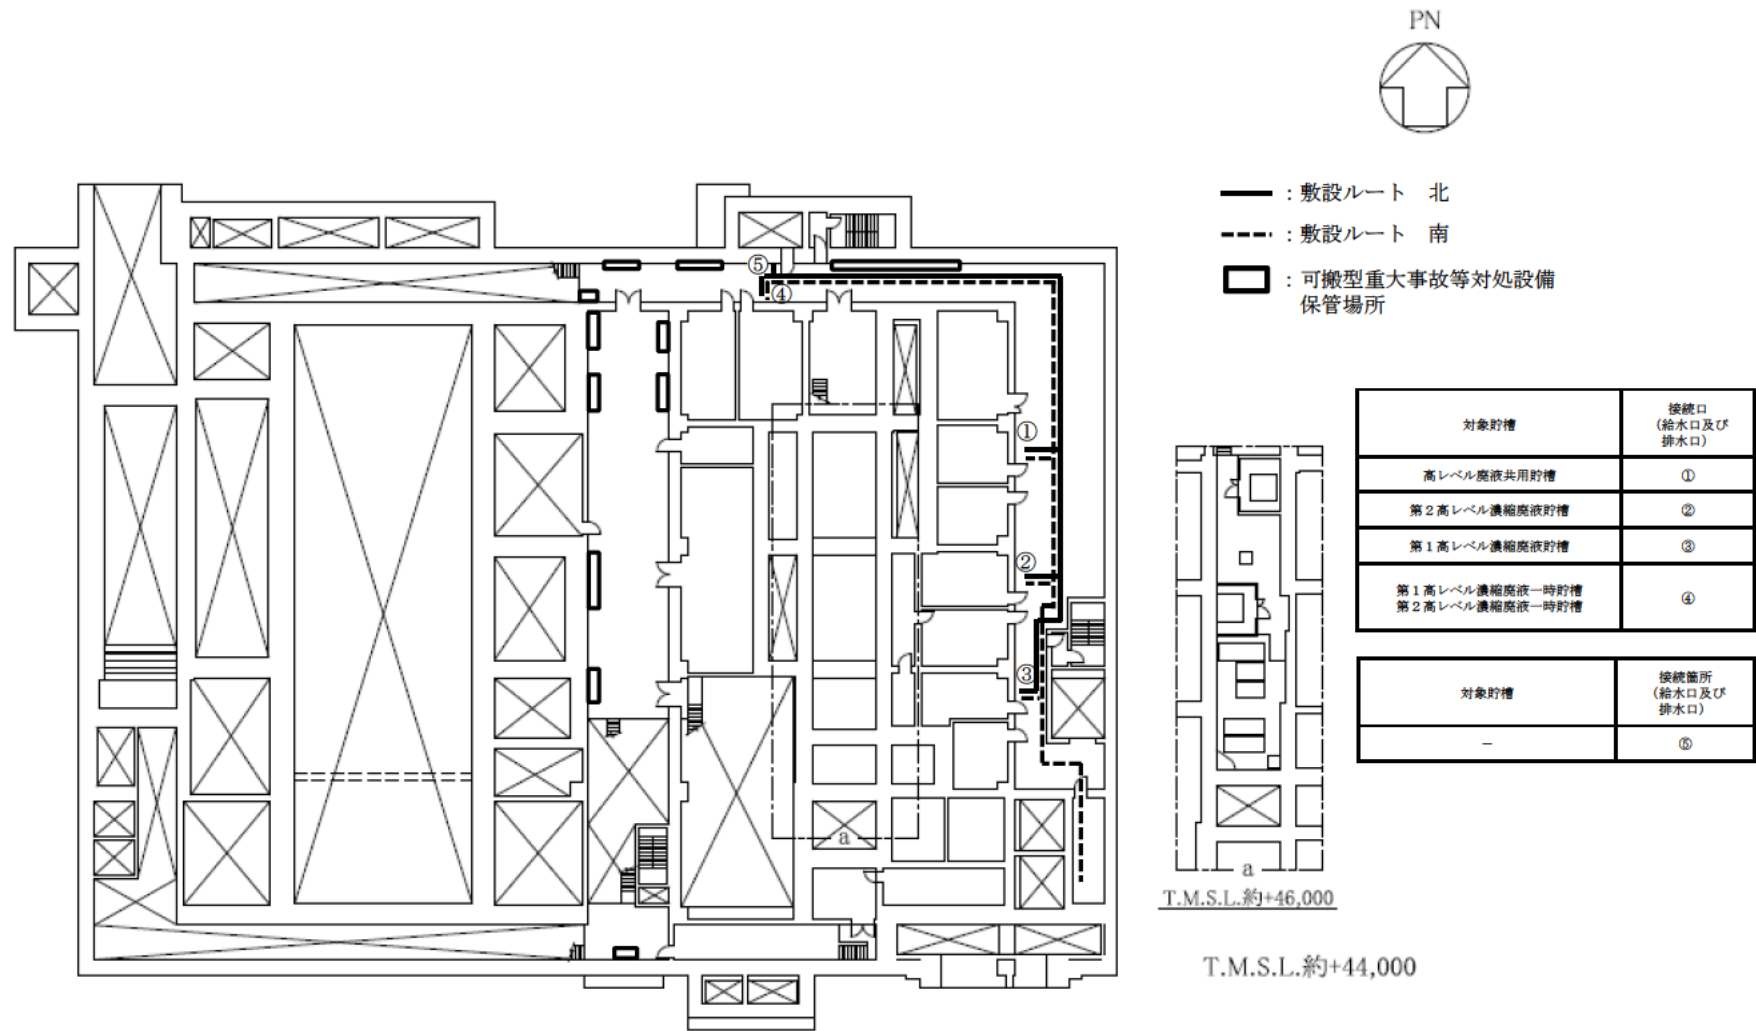 PN
：敷設ルート　北
：敷設ルート　南
：可搬型重大事故等対処設備
保管場所
⑤
④
①
②
③
a
対象貯槽
接続口
(給水口及び
排水口)
高レベル廃液共用貯槽
①
第２高レベル濃縮廃液貯槽
②
第１高レベル濃縮廃液貯槽
③
第１高レベル濃縮廃液一時貯槽
第２高レベル濃縮廃液一時貯槽
④
対象貯槽
接続箇所
(給水口及び
排水口)
－
⑤
a
T.M.S.L.約+46,000
T.M.S.L.約+44,000